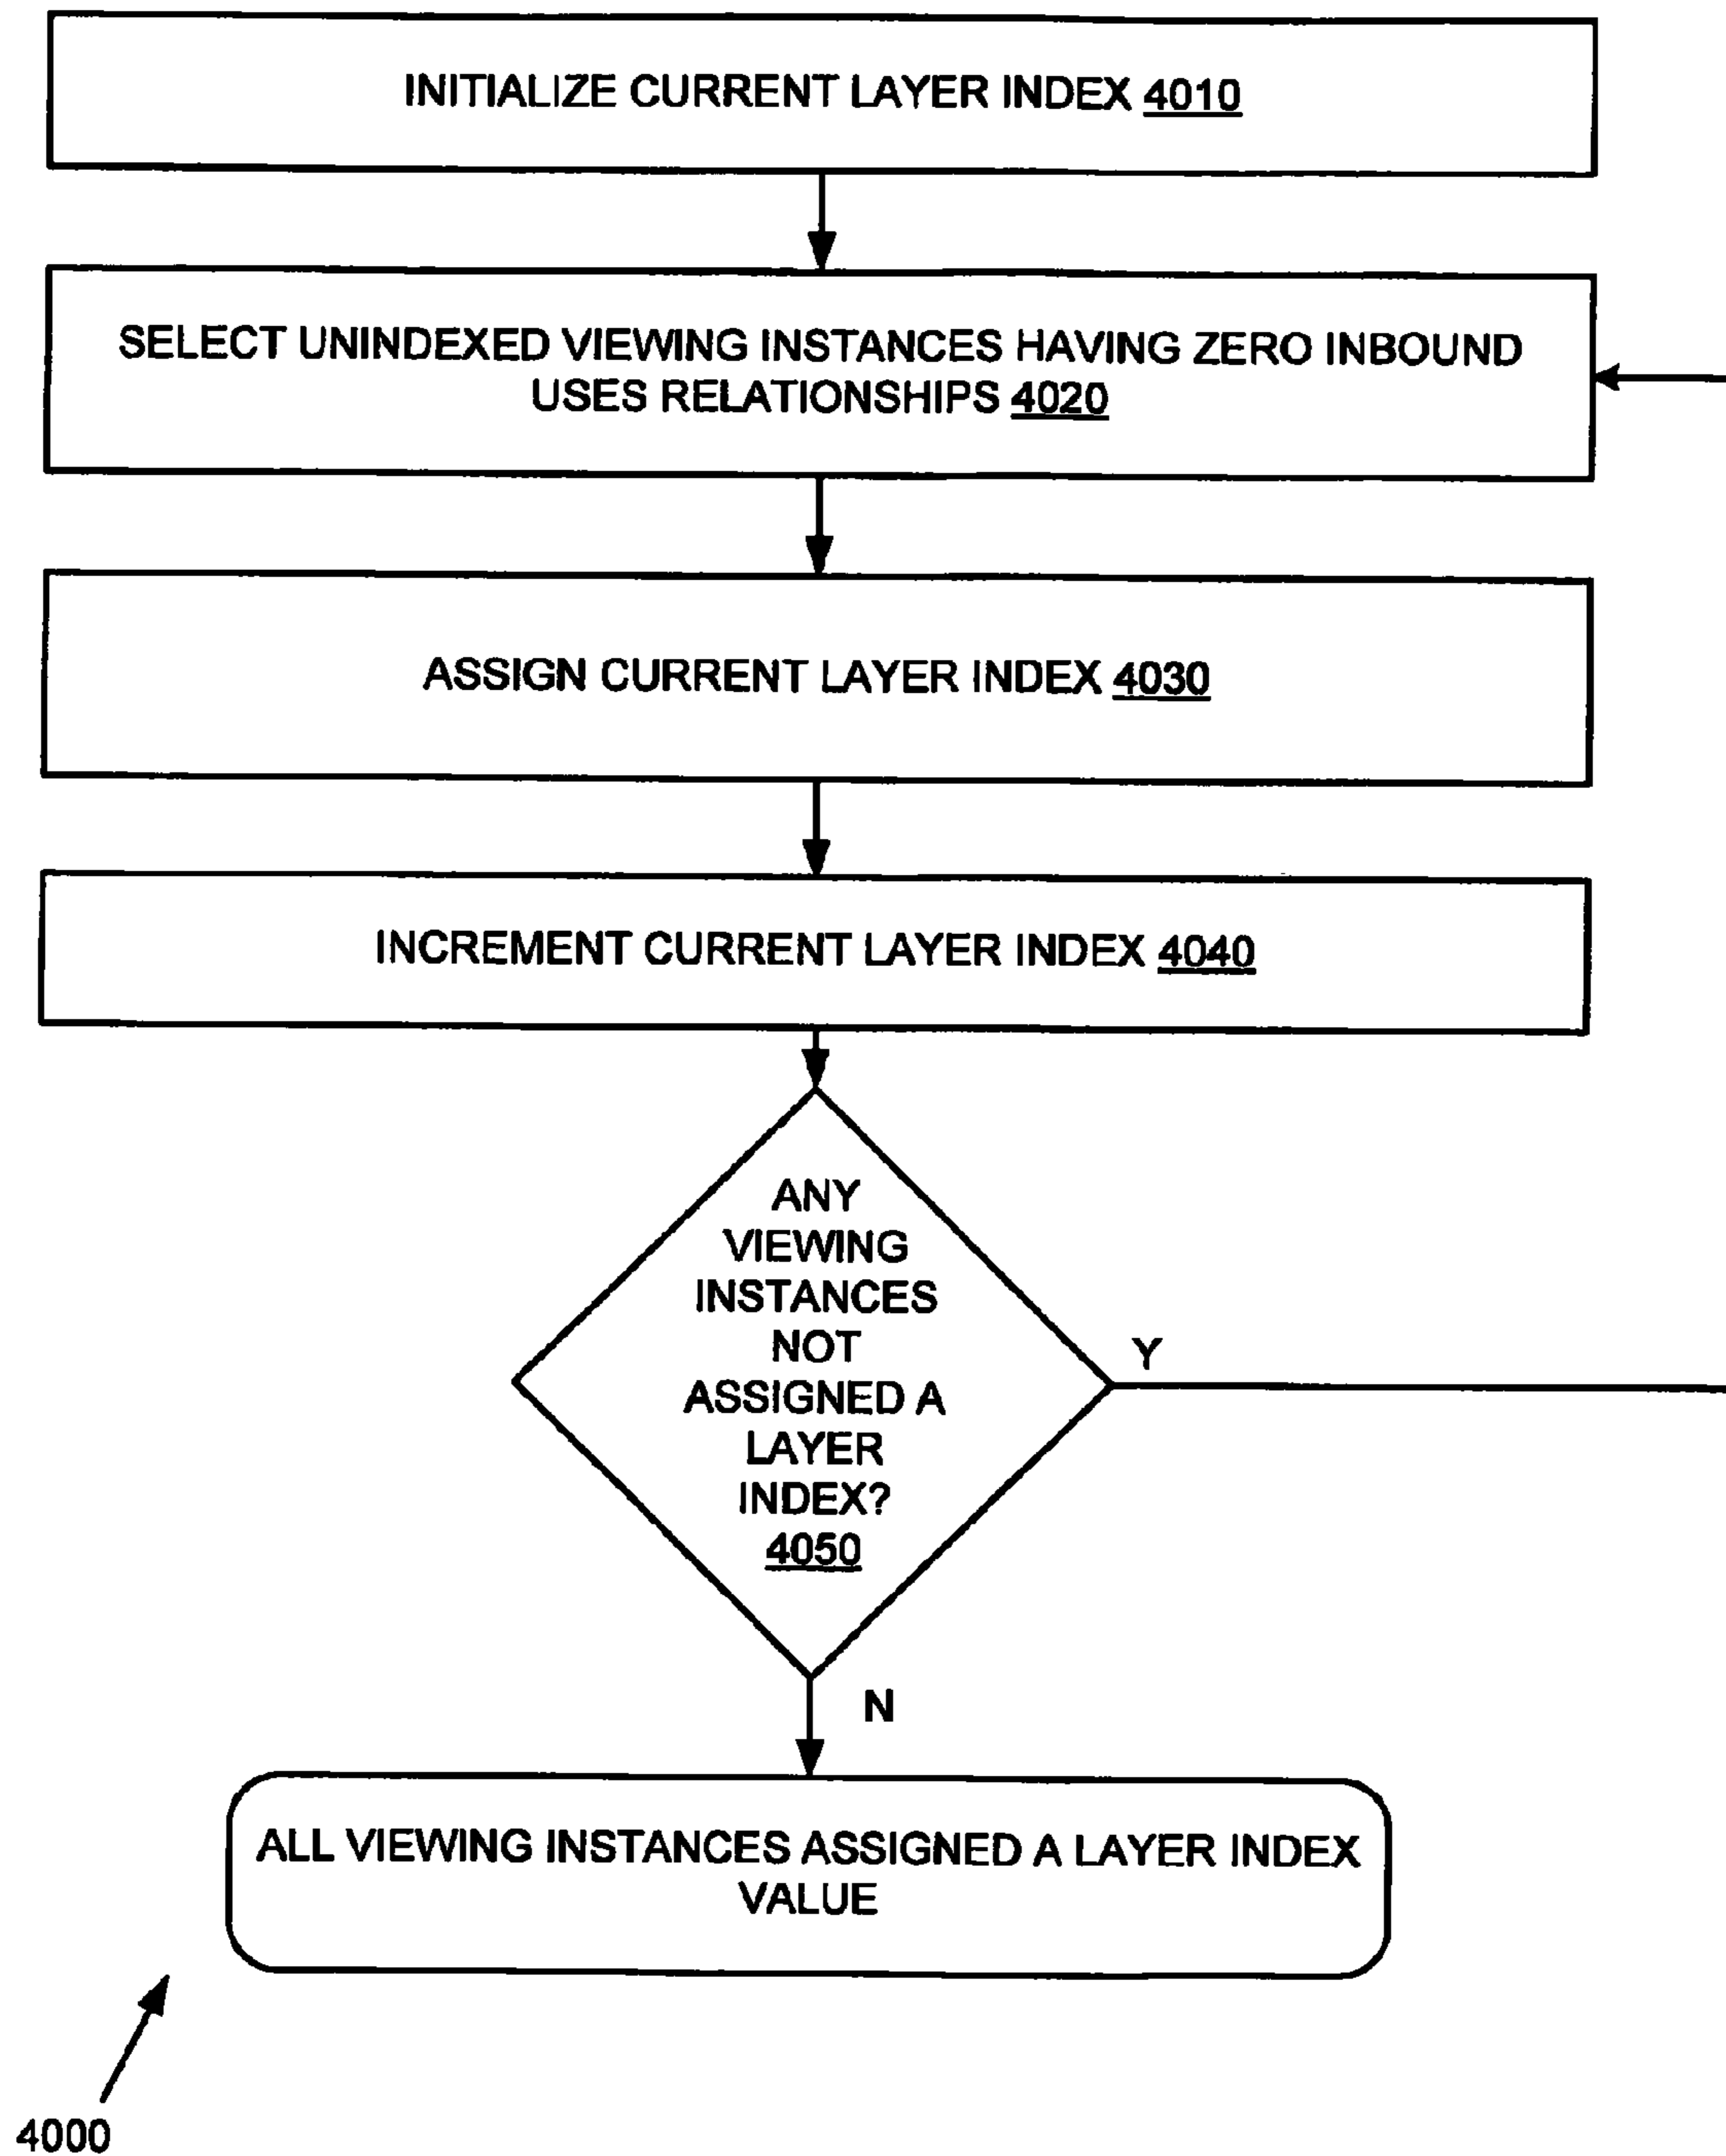 INITIALIZE CURRENT LAYER INDEX 4010
SELECT UNINDEXED VIEWING INSTANCES HAVING ZERO INBOUND
USES RELATIONSHIPS 4020
ASSIGN CURRENT LAYER INDEX 4030
INCREMENT CURRENT LAYER INDEX 4040
ANY
VIEWING
INSTANCES
NOT
ASSIGNED A
LAYER
INDEX?
4050
Y
N
ALL VIEWING INSTANCES ASSIGNED A LAYER INDEX
VALUE
4000